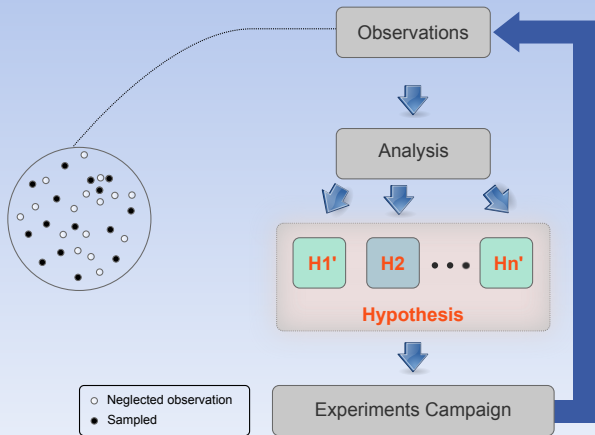 Observations
Analysis
H1' H2 • • • Hn'
Hypothesis
Experiments Campaign
Neglected observation
Sampled